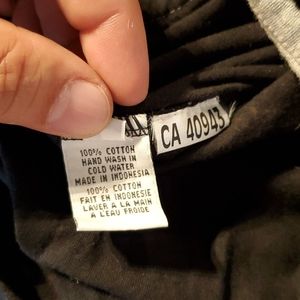 CA 40943
100% COTTON
HAND WASH IN
COLD WATER
MADE IN INDONESIA
100% COTTON
FAIT EN INDONESIE
LAVER A LA MAIN
A L'EAU FROIDE